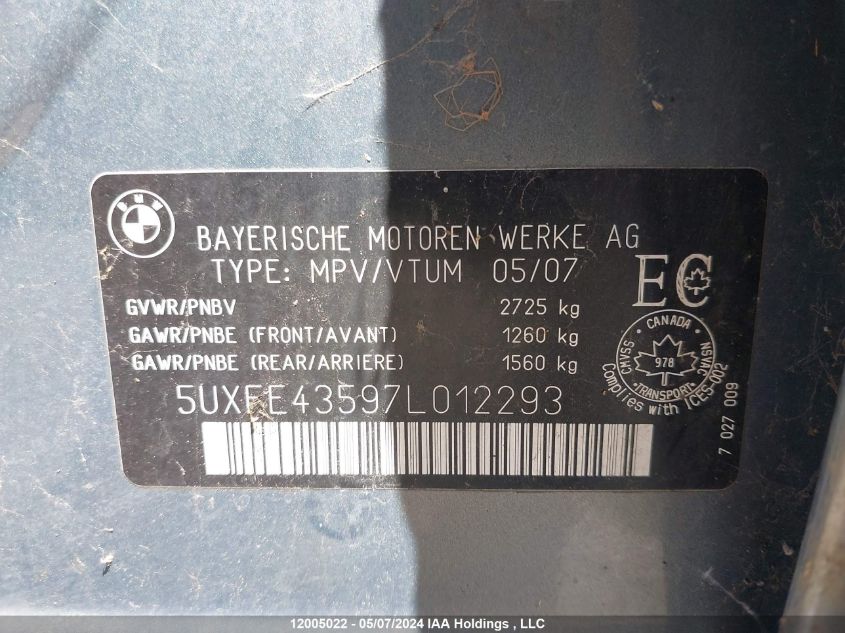 BMW
BAYERISCHE MOTOREN WERKE AG
TYPE: MPV/VTUM 05/07
GVWR/PNBV 2725 kg
GAWR/PNBE (FRONT/AVANT) 1260 kg
GAWR/PNBE (REAR/ARRIERE) 1560 kg
5UXFE43597L012293
EC
CANADA
CMVSS 978 NSVAC
•TRANSPORT•
Complies with ICES-002
7 027 009
12005022 - 05/07/2024 IAA Holdings , LLC